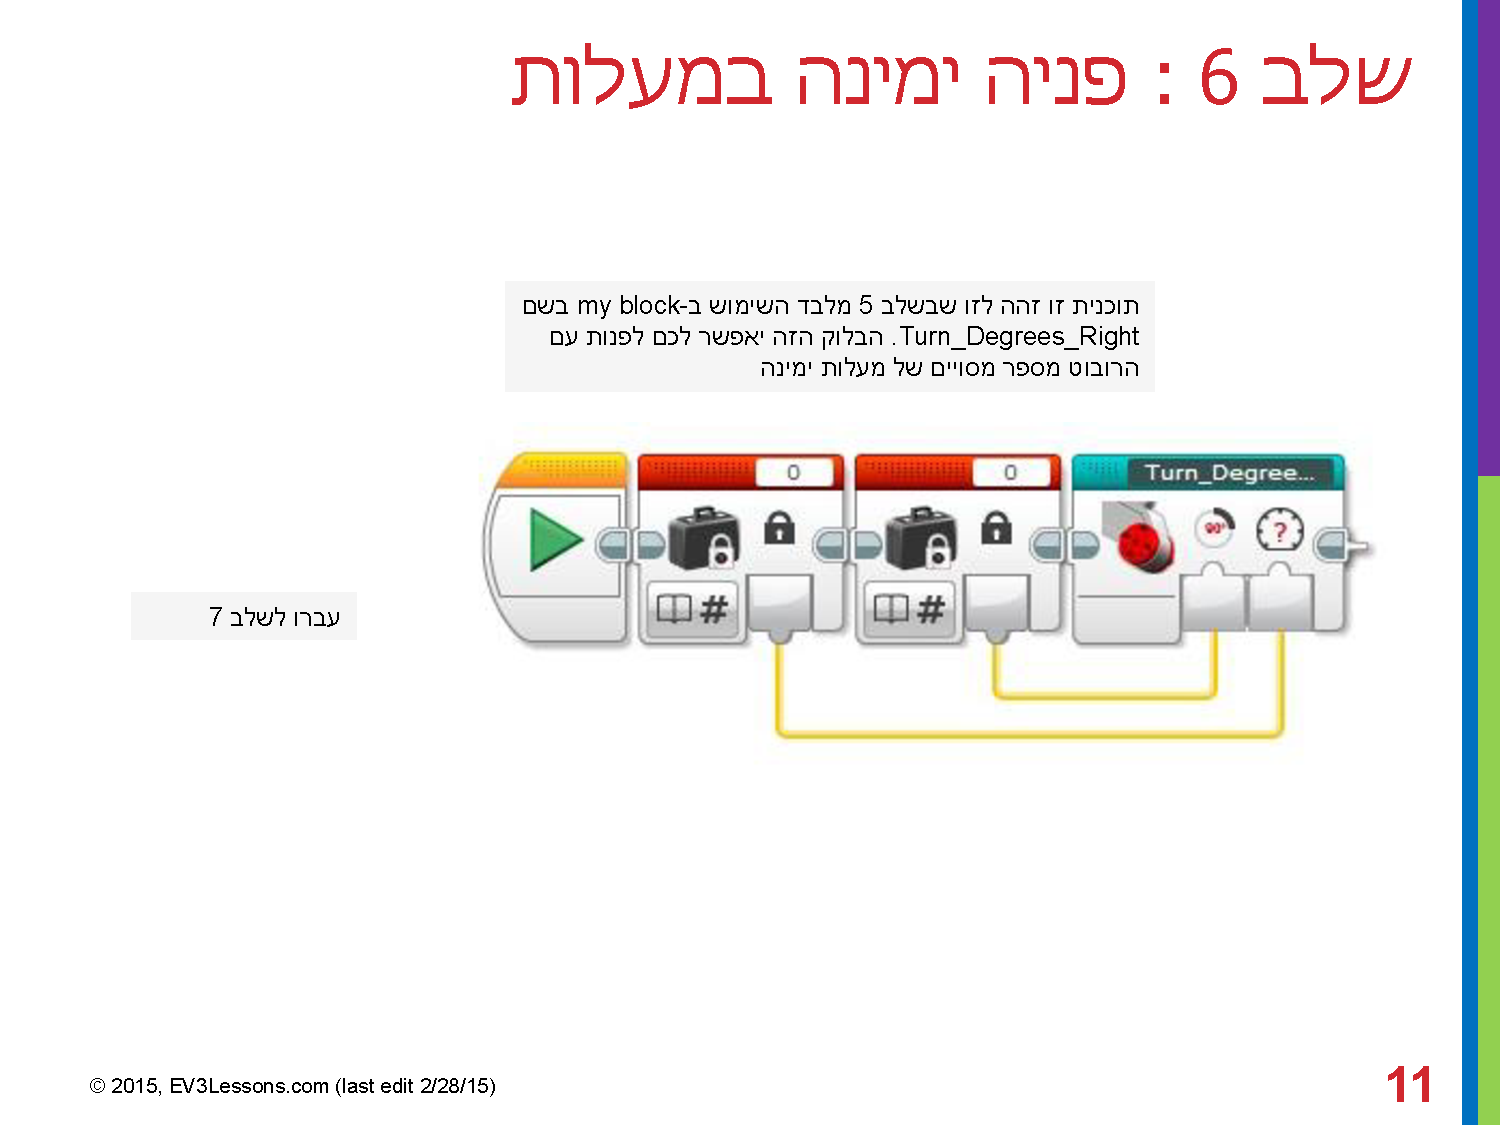 שלב 6 : פניה ימינה במעלות
תוכנית זו זהה לזו שבשלב 5 מלבד השימוש ב-my block בשם
Turn_Degrees_Right. הבלוק הזה יאפשר לכם לפנות עם
הרובוט מספר מסויים של מעלות ימינה
0
0
Turn_Degree...
90°
?
#
#
עברו לשלב 7
© 2015, EV3Lessons.com (last edit 2/28/15)
11